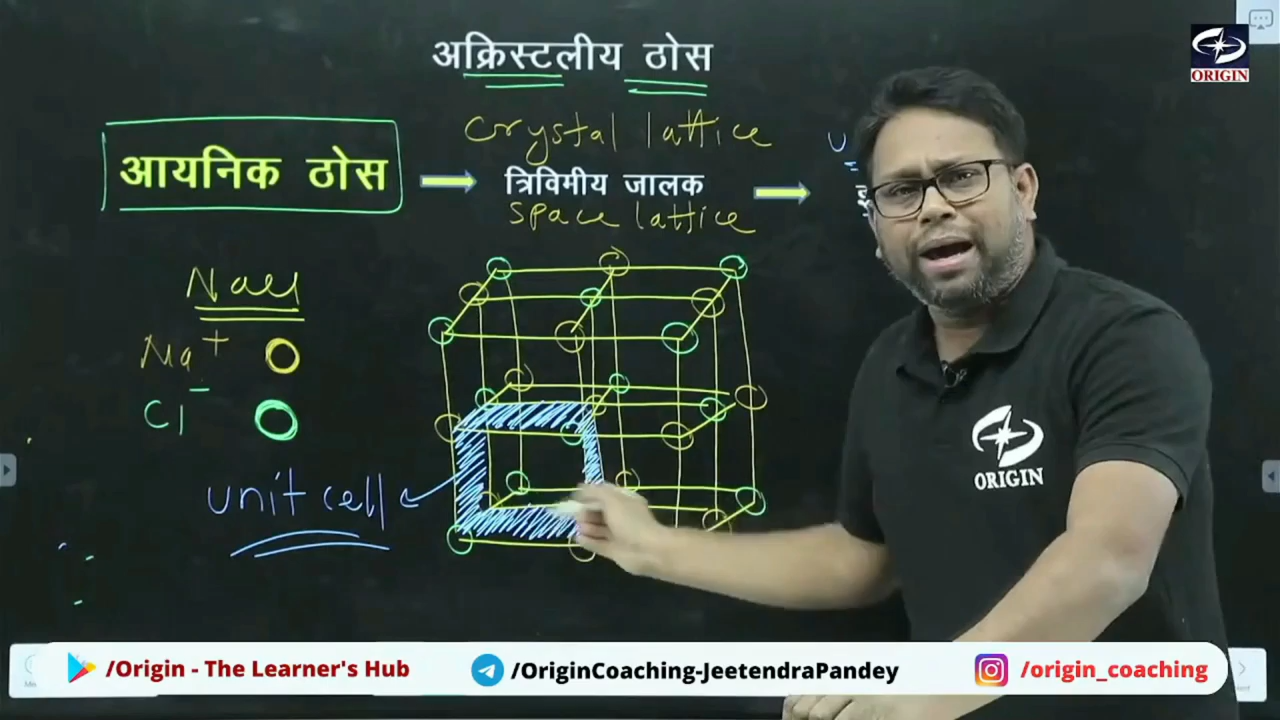 अक्रिस्टलीय ठोस
ORIGIN
crystal lattice
आयनिक ठोस
त्रिविमीय जालक
space lattice
U
NaCl
Na+
Cl-
unit cell
ORIGIN
/Origin - The Learner's Hub
/OriginCoaching-JeetendraPandey
/origin_coaching